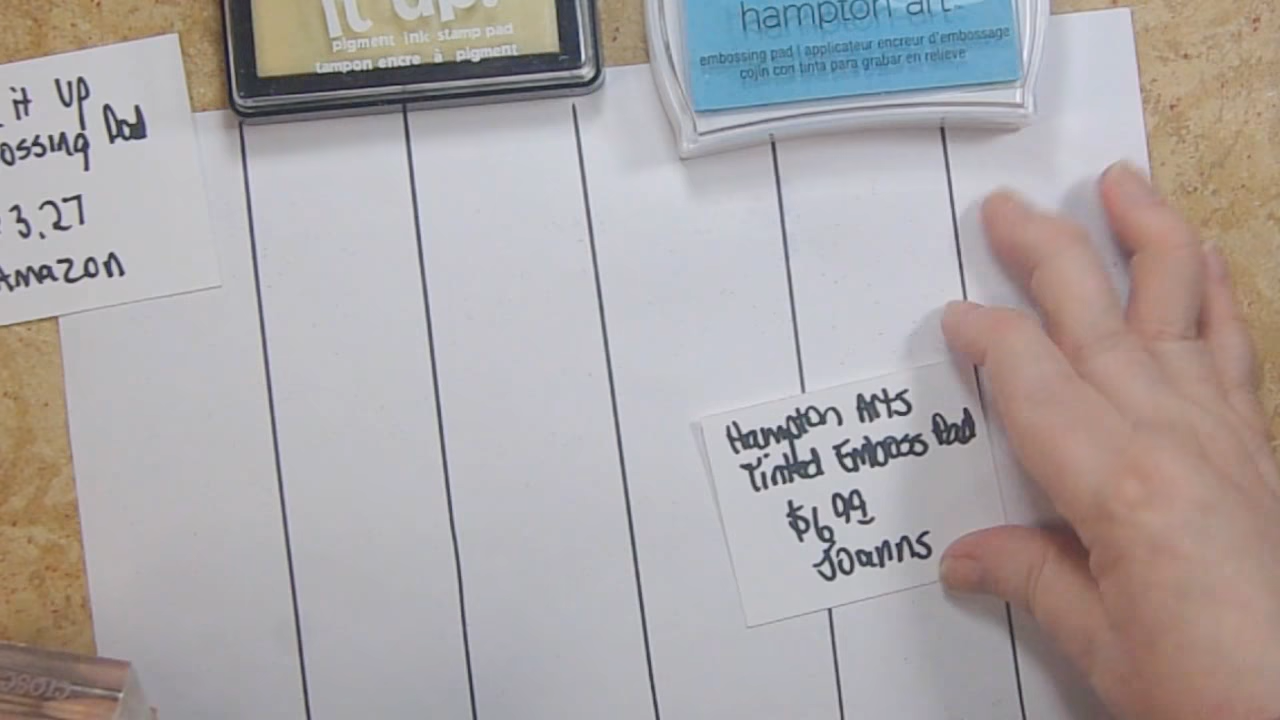 it up!
pigment ink stamp pad
tampon encre à pigment
hampton art™
embossing pad | applicateur encreur d'embossage
cojín con tinta para grabar en relieve
it up
ossing Pad
3.27
Amazon
Hampton Arts
Tinted Emboss Pad
$6.99
Joanns